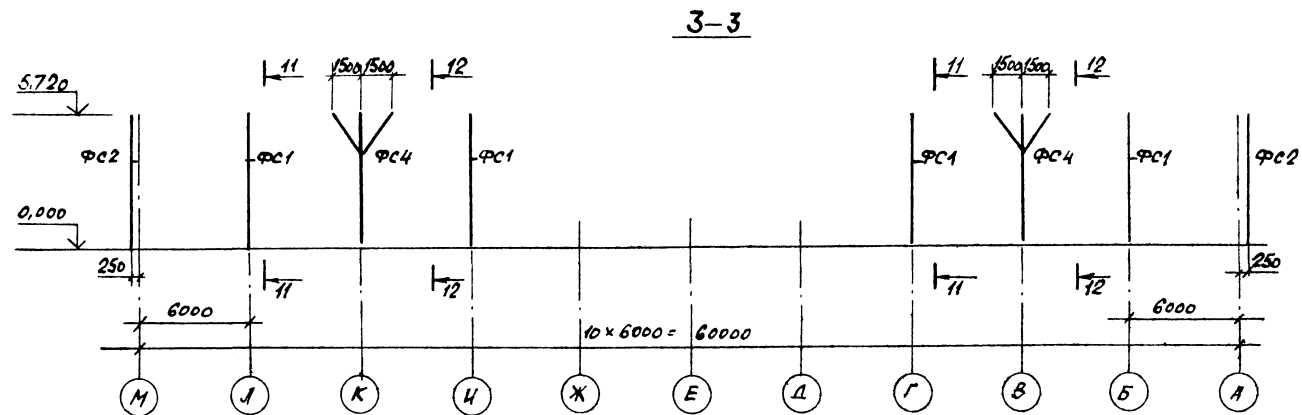 3-3
11 1500 1500 12 11 1500 1500 12
5.720
ФС2 ФС1 ФС4 ФС1 ФС1 ФС4 ФС1 ФС2
0,000
250 11 12 11 12 250
6000 6000
10 × 6000 = 60000
М Л К И Ж Е Д Г В Б А